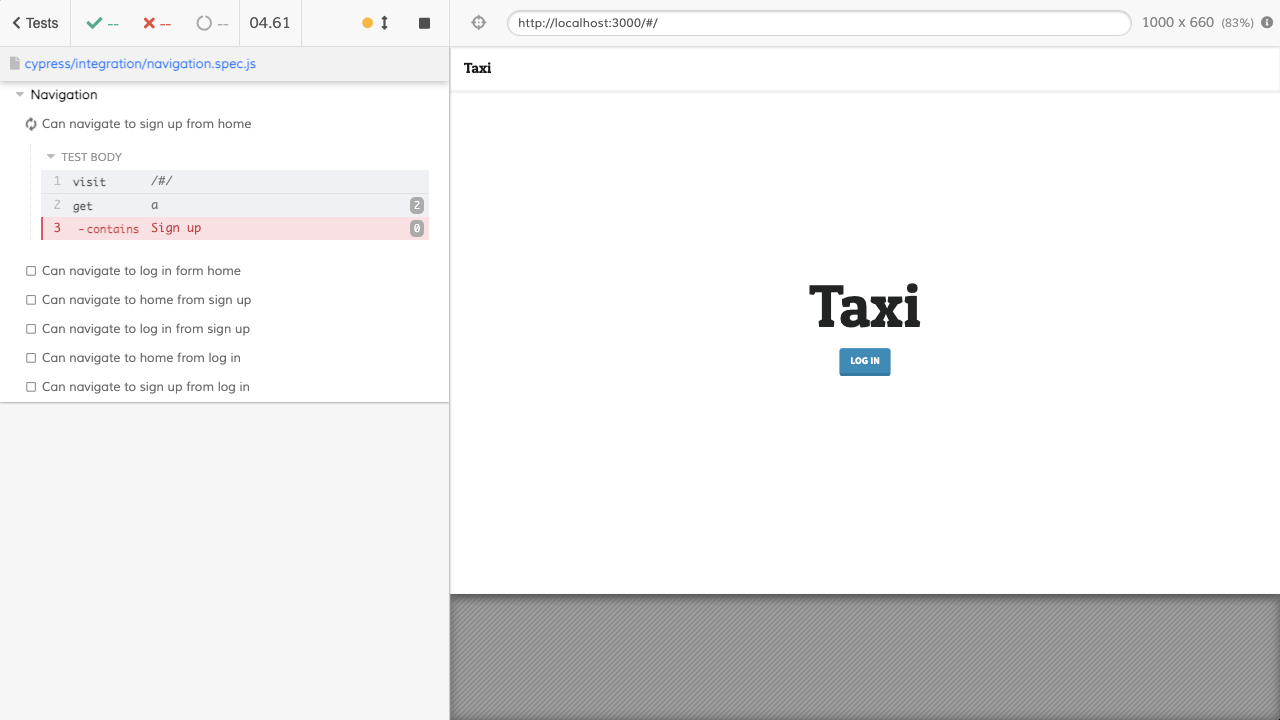 Tests -- -- -- 04.61
http://localhost:3000/#/ 1000 x 660 (83%)
cypress/integration/navigation.spec.js
Navigation
Can navigate to sign up from home
TEST BODY
1 visit /#/
2 get a 2
3 -contains Sign up 0
Can navigate to log in form home
Can navigate to home from sign up
Can navigate to log in from sign up
Can navigate to home from log in
Can navigate to sign up from log in
Taxi
Taxi
LOG IN